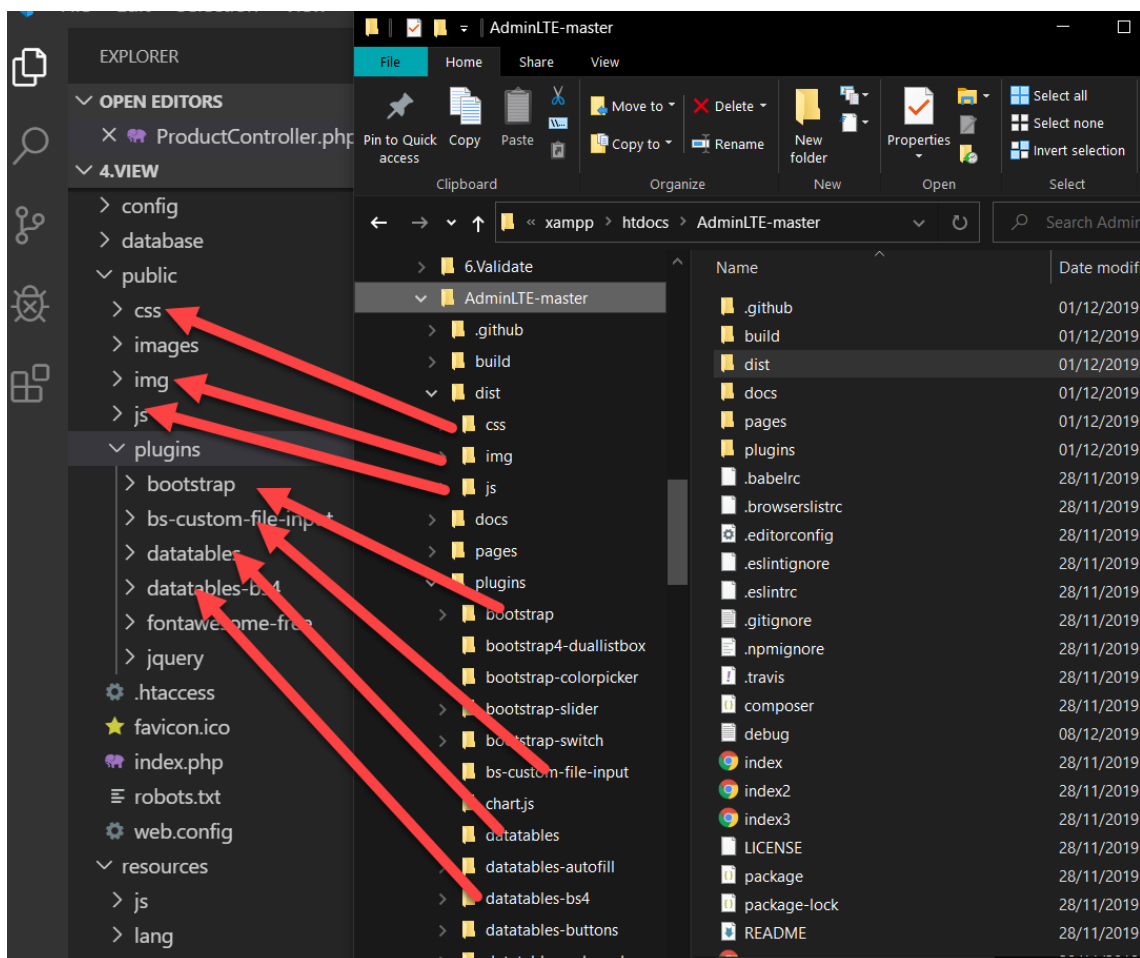 EXPLORER
OPEN EDITORS
ProductController.php
4.VIEW
config
database
public
css
images
img
js
plugins
bootstrap
bs-custom-file-input
datatables
datatables-bs4
fontawesome-free
jquery
.htaccess
favicon.ico
index.php
robots.txt
web.config
resources
js
lang
AdminLTE-master
File Home Share View
Pin to Quick access
Copy
Paste
Move to
Copy to
Delete
Rename
New folder
Properties
Select all
Select none
Invert selection
Clipboard Organize New Open Select
« xampp > htdocs > AdminLTE-master
Search Admin
6.Validate
AdminLTE-master
.github
build
dist
css
img
js
docs
pages
plugins
bootstrap
bootstrap4-duallistbox
bootstrap-colorpicker
bootstrap-slider
bootstrap-switch
bs-custom-file-input
chart.js
datatables
datatables-autofill
datatables-bs4
datatables-buttons
Name Date modif
.github 01/12/2019
build 01/12/2019
dist 01/12/2019
docs 01/12/2019
pages 01/12/2019
plugins 01/12/2019
.babelrc 28/11/2019
.browserslistrc 28/11/2019
.editorconfig 28/11/2019
.eslintignore 28/11/2019
.eslintrc 28/11/2019
.gitignore 28/11/2019
.npmignore 28/11/2019
.travis 28/11/2019
composer 28/11/2019
debug 08/12/2019
index 28/11/2019
index2 28/11/2019
index3 28/11/2019
LICENSE 28/11/2019
package 28/11/2019
package-lock 28/11/2019
README 28/11/2019